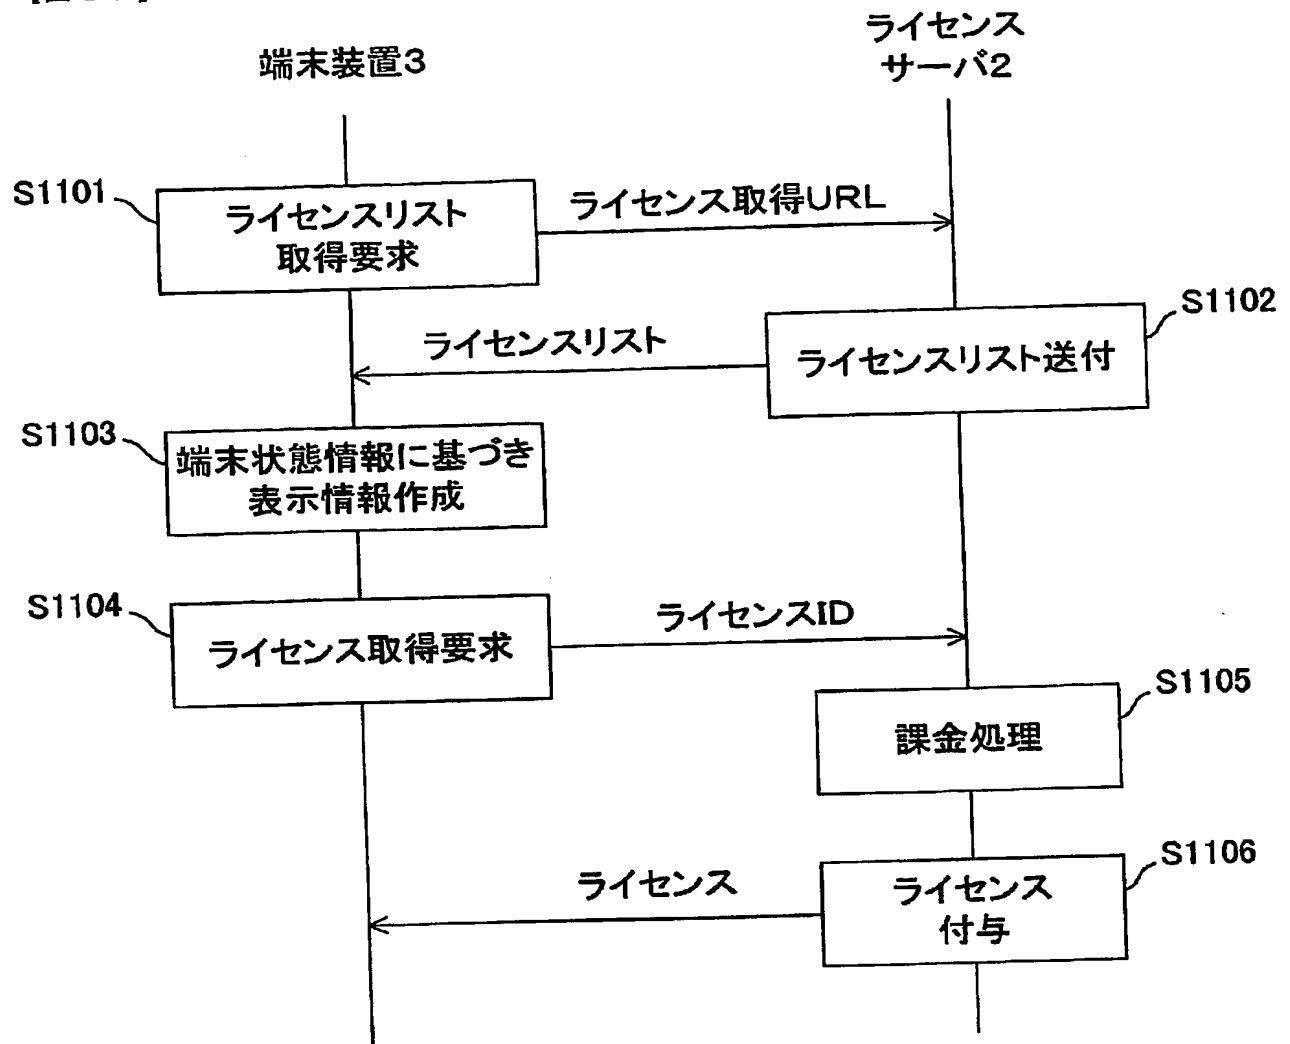 端末装置3
ライセンス
サーバ2
S1101
ライセンスリスト
取得要求
ライセンス取得URL
S1102
ライセンスリスト送付
ライセンスリスト
S1103
端末状態情報に基づき
表示情報作成
S1104
ライセンス取得要求
ライセンスID
S1105
課金処理
S1106
ライセンス
付与
ライセンス